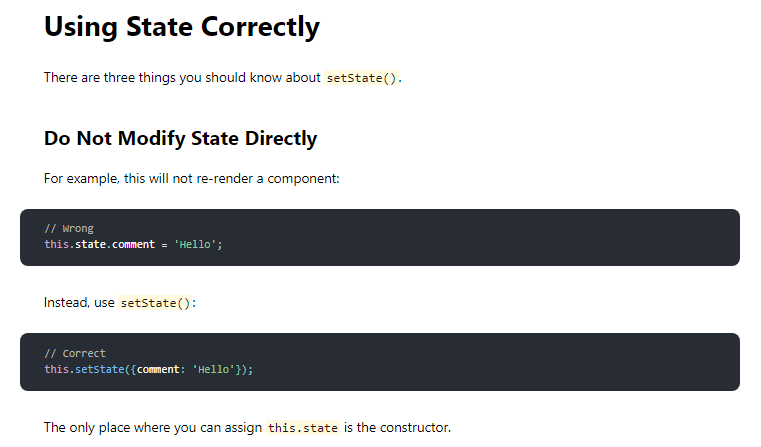 Using State Correctly
There are three things you should know about setState().
Do Not Modify State Directly
For example, this will not re-render a component:
// Wrong
this.state.comment = 'Hello';
Instead, use setState():
// Correct
this.setState({comment: 'Hello'});
The only place where you can assign this.state is the constructor.